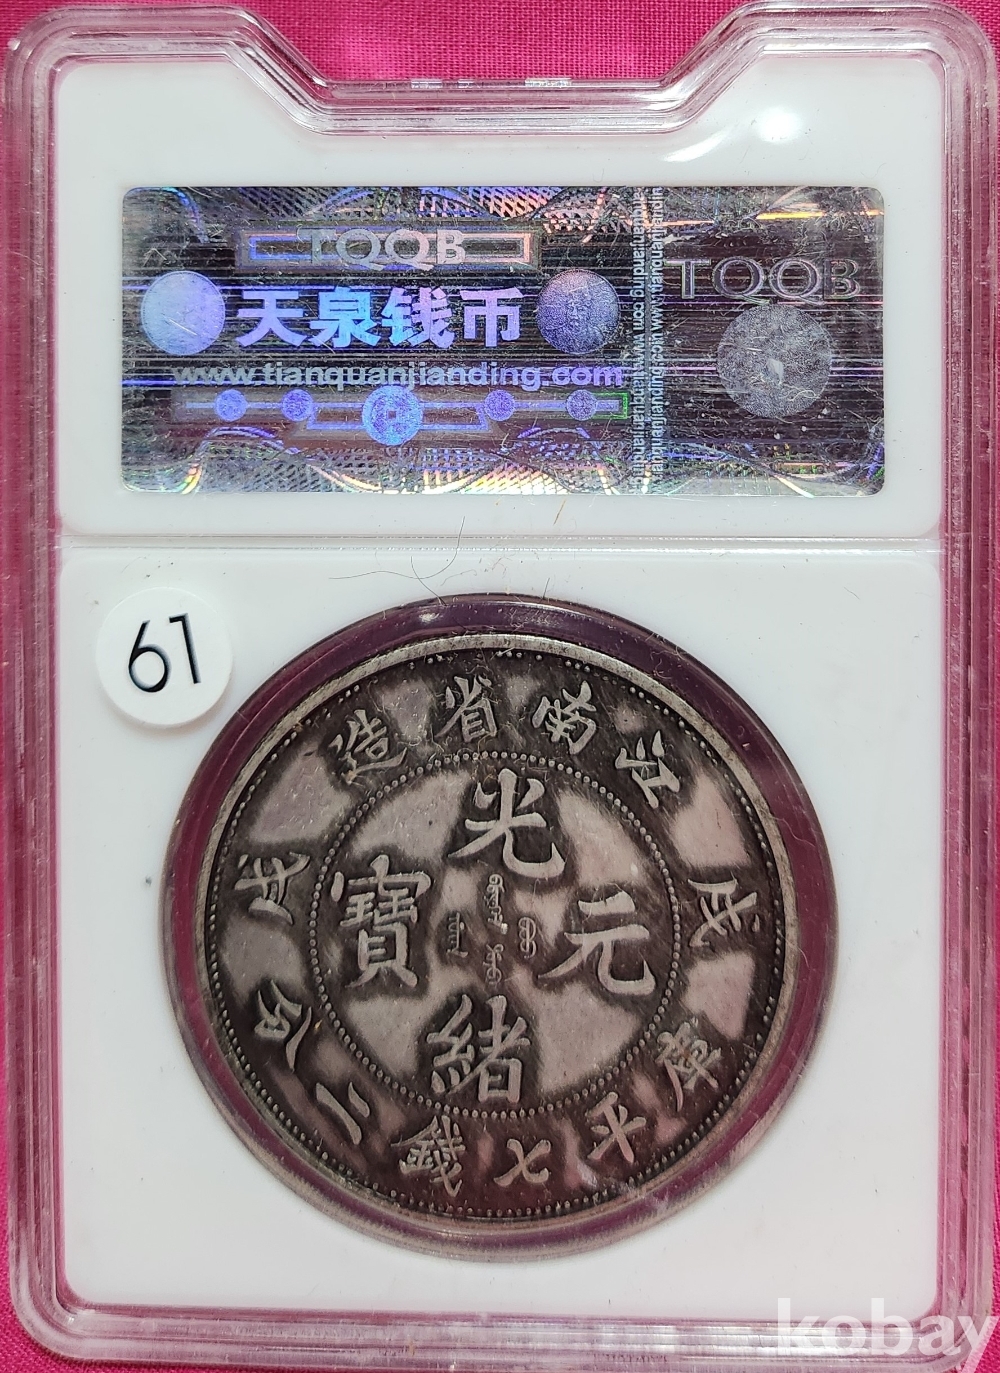 TQQB
天泉钱币
www.tianquanjianding.com
TQQB
61
江南省造
戊戌
光緒元寶
庫平七錢二分
kobay